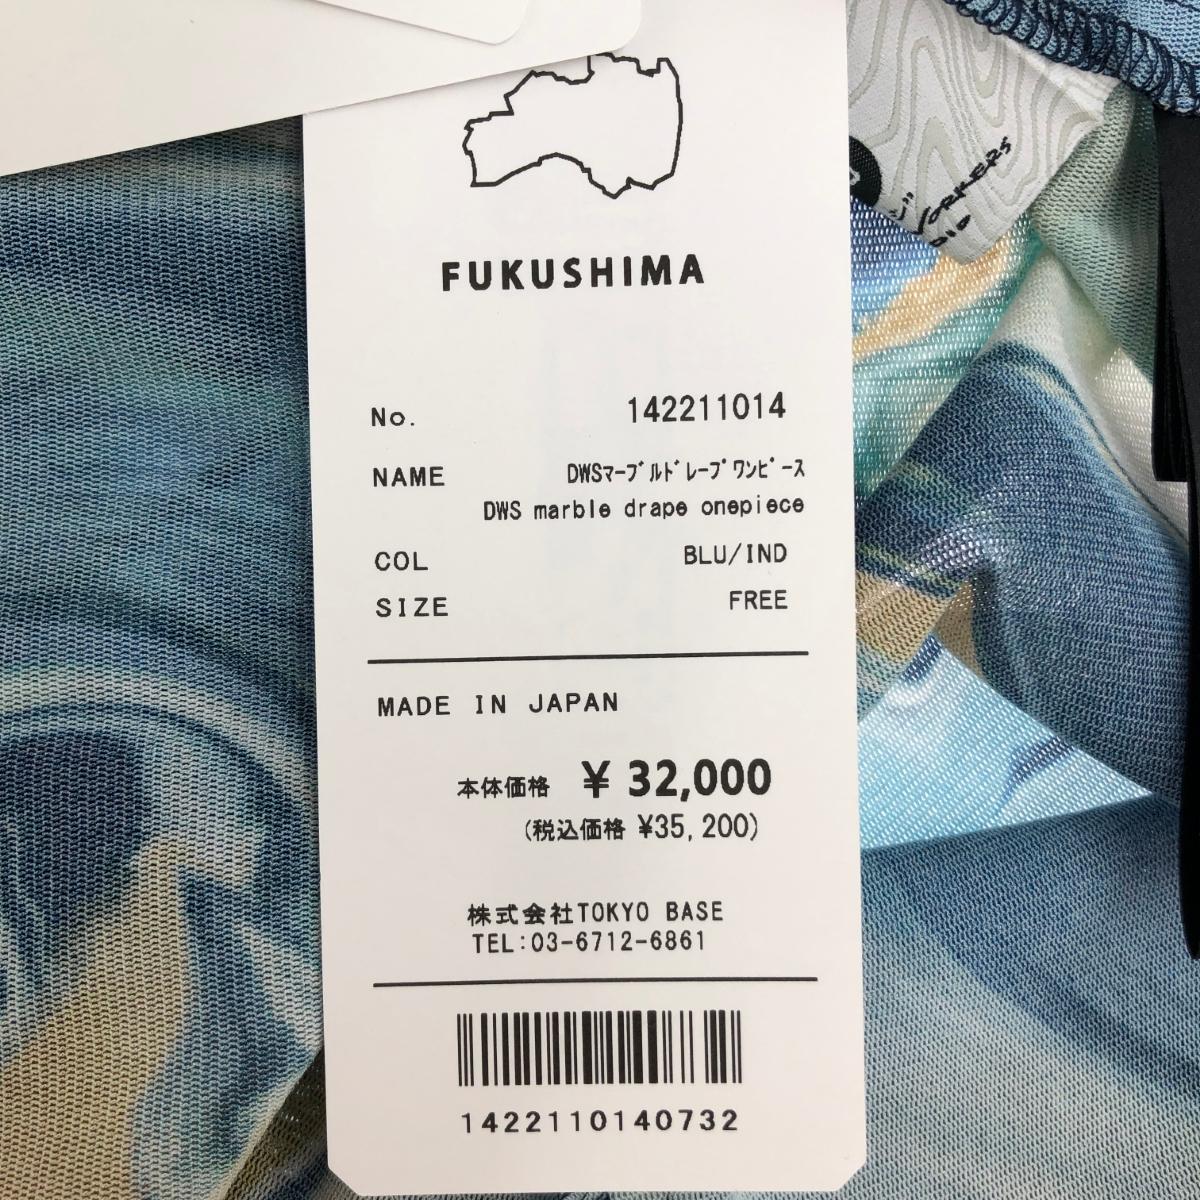 FUKUSHIMA
No. 142211014
NAME DWSﾏｰﾌﾞﾙﾄﾞﾚｰﾌﾟﾜﾝﾋﾟｰｽ
DWS marble drape onepiece
COL BLU/IND
SIZE FREE
MADE IN JAPAN
本体価格 ¥ 32,000
(税込価格 ¥35,200)
株式会社TOKYO BASE
TEL:03-6712-6861
1422110140732
WORKERS